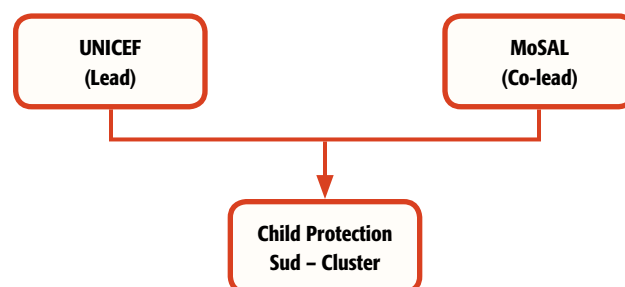 UNICEF
(Lead)
MoSAL
(Co-lead)
Child Protection
Sud – Cluster